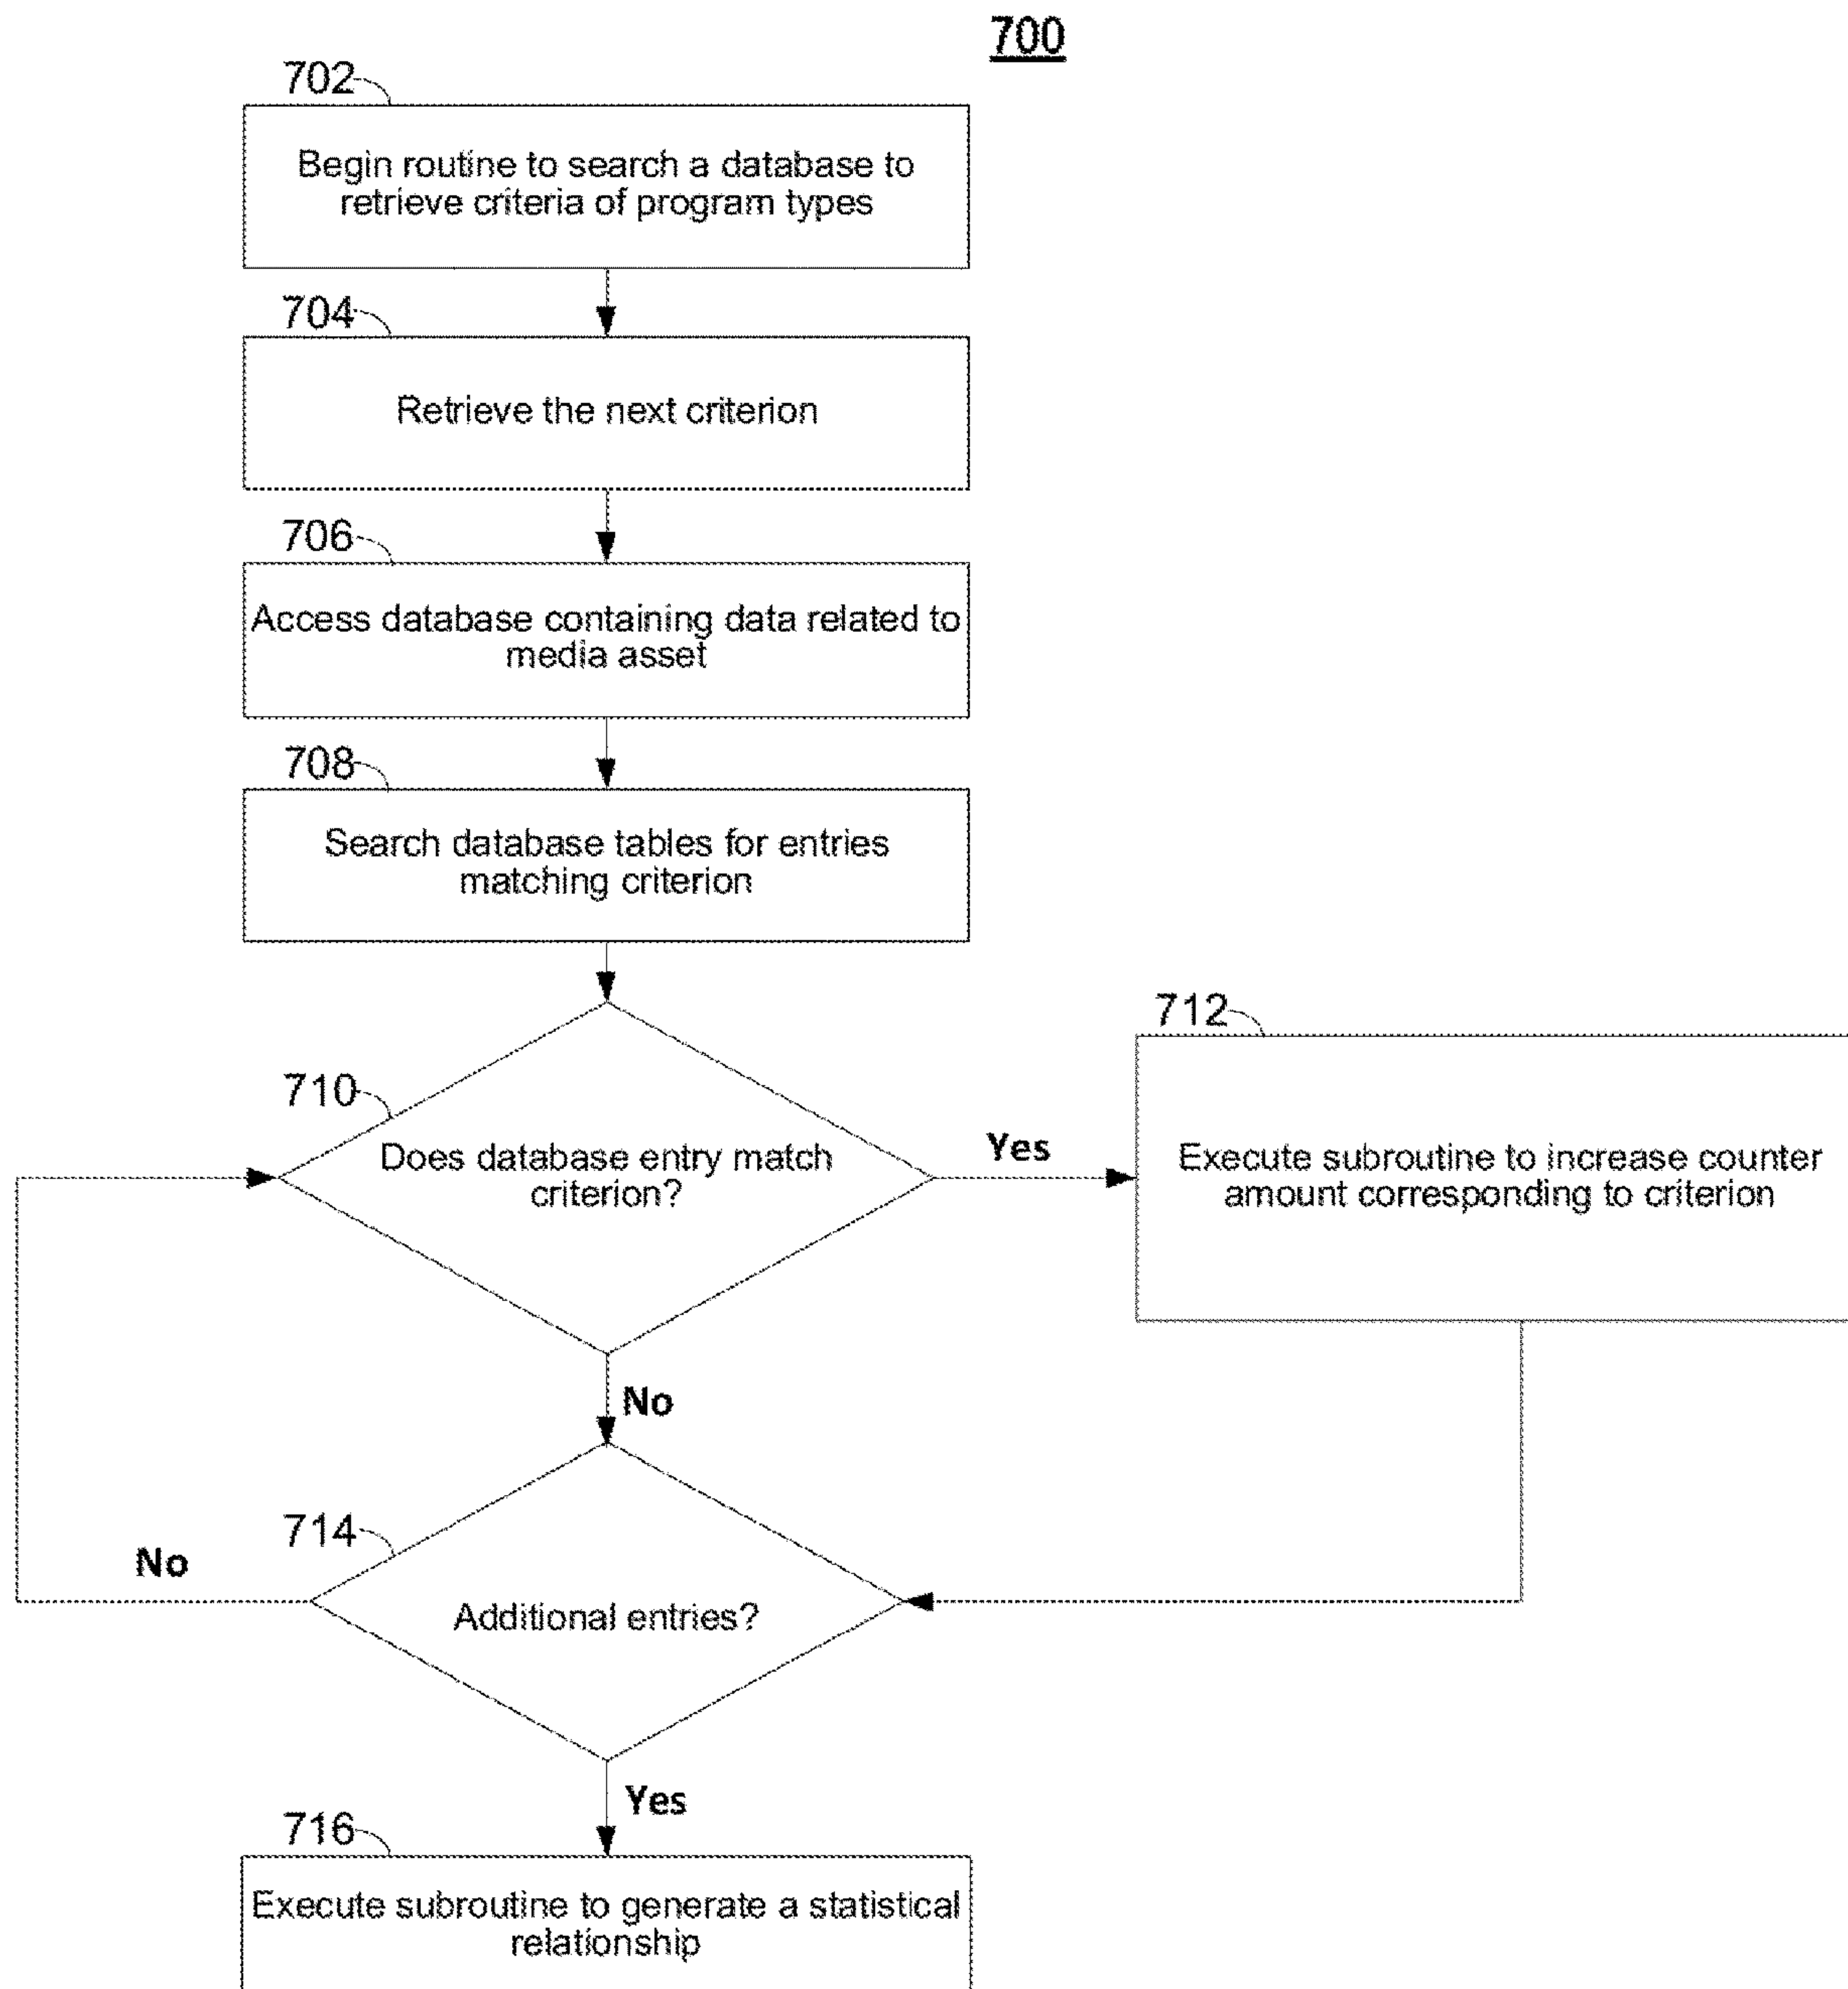 700
702
Begin routine to search a database to
retrieve criteria of program types
704
Retrieve the next criterion
706
Access database containing data related to
media asset
708
Search database tables for entries
matching criterion
710
Does database entry match
criterion?
Yes
712
Execute subroutine to increase counter
amount corresponding to criterion
No
714
No
Additional entries?
Yes
716
Execute subroutine to generate a statistical
relationship